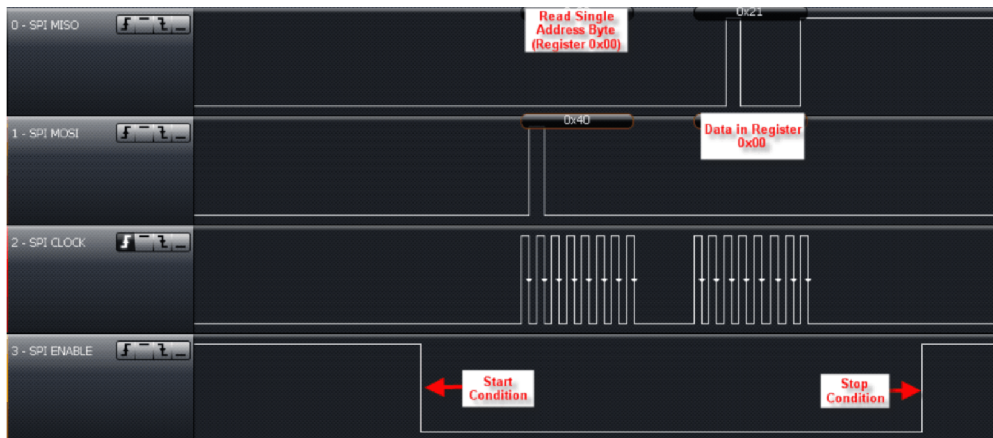 0 - SPI MISO
Read Single
Address Byte
(Register 0x00)
0x21
1 - SPI MOSI
0x40
Data in Register
0x00
2 - SPI CLOCK
3 - SPI ENABLE
Start
Condition
Stop
Condition